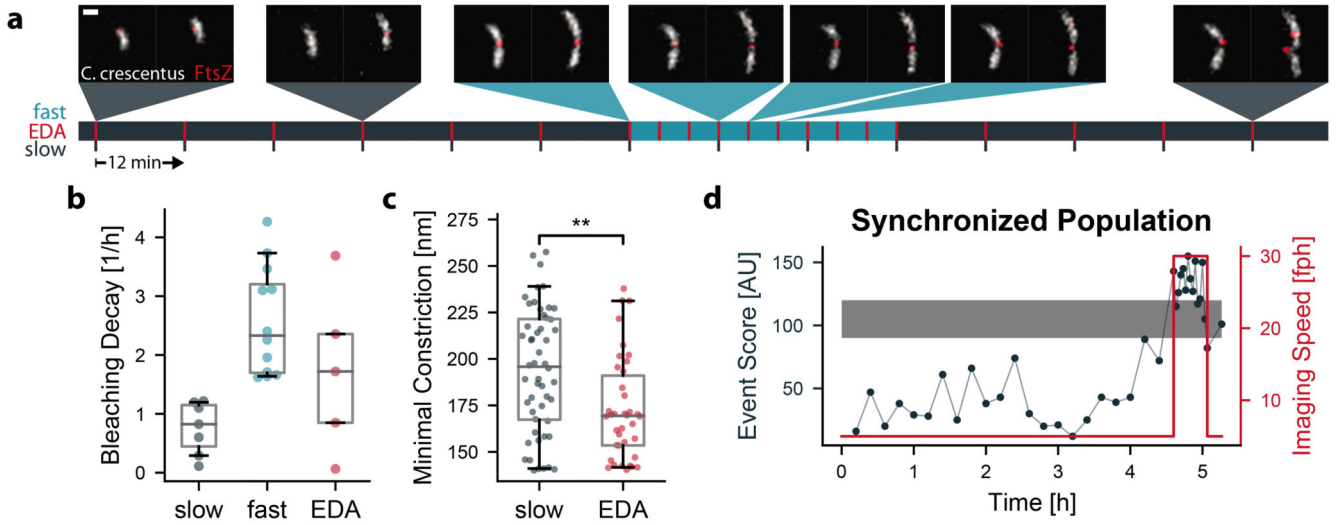 a
C. crescentus FtsZ
fast
EDA
slow
12 min
b
Bleaching Decay [1/h]
4
3
2
1
0
slow fast EDA
c
Minimal Constriction [nm]
275
250
225
200
175
150
**
slow EDA
d
Synchronized Population
Event Score [AU]
150
100
50
Imaging Speed [fph]
30
20
10
0 1 2 3 4 5
Time [h]